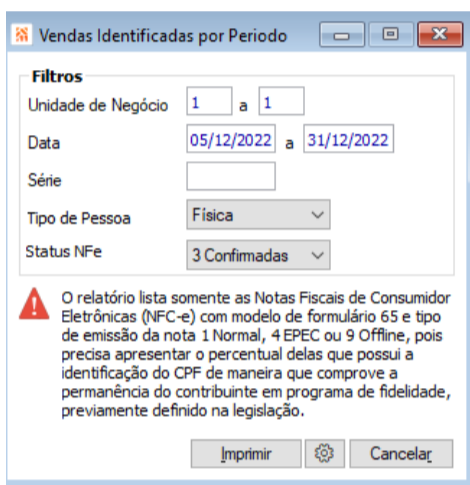 Vendas Identificadas por Periodo
Filtros
Unidade de Negócio 1 a 1
Data 05/12/2022 a 31/12/2022
Série
Tipo de Pessoa Física
Status NFe 3 Confirmadas
O relatório lista somente as Notas Fiscais de Consumidor
Eletrônicas (NFC-e) com modelo de formulário 65 e tipo
de emissão da nota 1 Normal, 4 EPEC ou 9 Offline, pois
precisa apresentar o percentual delas que possui a
identificação do CPF de maneira que comprove a
permanência do contribuinte em programa de fidelidade,
previamente definido na legislação.
Imprimir Cancelar